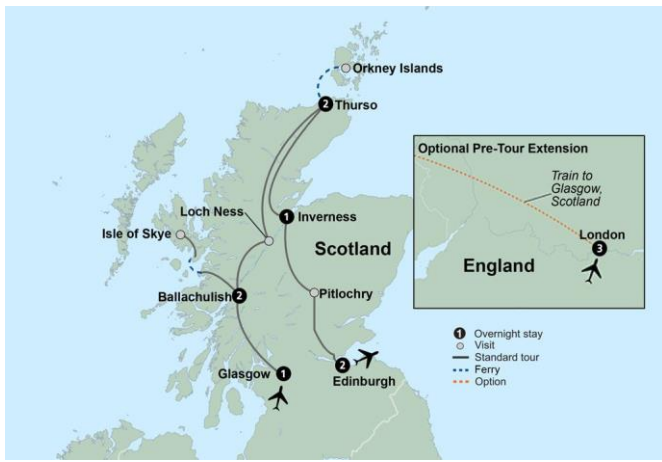 Orkney Islands
2 Thurso
Loch Ness
1 Inverness
Isle of Skye
Scotland
Ballachulish 2
Pitlochry
Glasgow 1
2
Edinburgh
Optional Pre-Tour Extension
Train to
Glasgow,
Scotland
London
3
England
1 Overnight stay
Visit
Standard tour
Ferry
Option